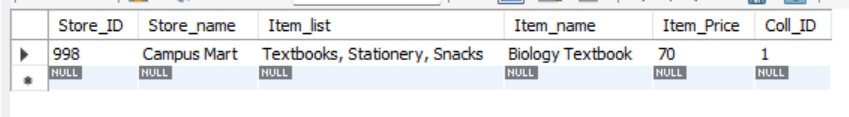 Store_ID Store_name Item_list Item_name Item_Price Coll_ID
998 Campus Mart Textbooks, Stationery, Snacks Biology Textbook 70 1
NULL NULL NULL NULL NULL NULL